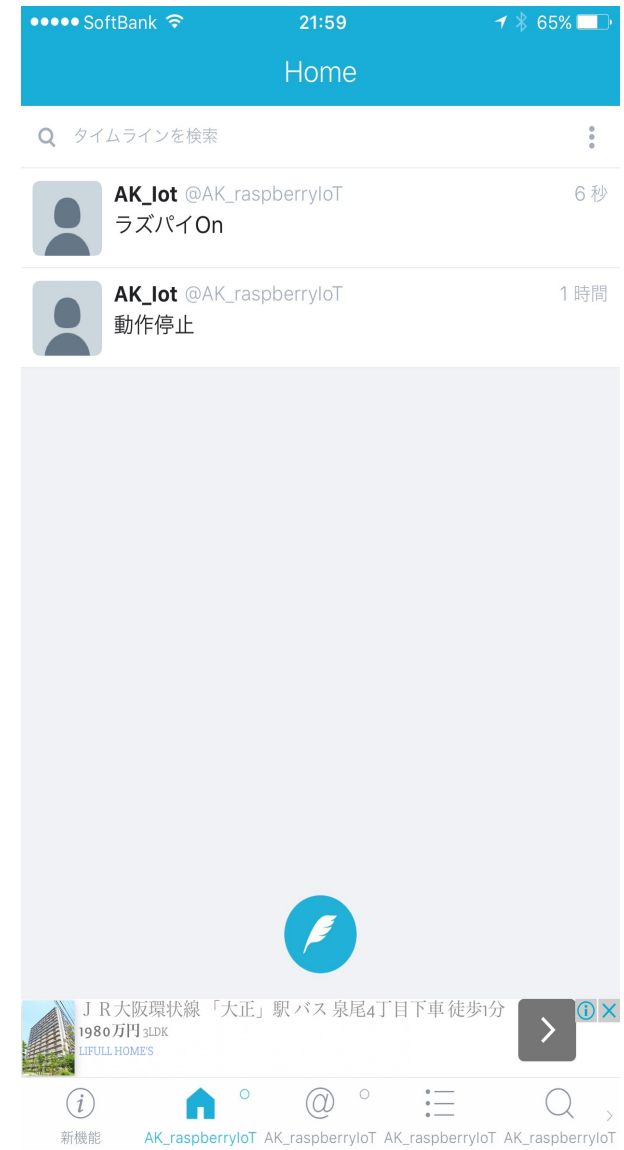 SoftBank 21:59 65%
Home
タイムラインを検索
AK_Iot @AK_raspberryIoT 6 秒
ラズパイOn
AK_Iot @AK_raspberryIoT 1 時間
動作停止
ＪＲ大阪環状線「大正」駅 バス 泉尾4丁目下車 徒歩1分
1980万円 3LDK
LIFULL HOME'S
新機能 AK_raspberryIoT AK_raspberryIoT AK_raspberryIoT AK_raspberryIoT